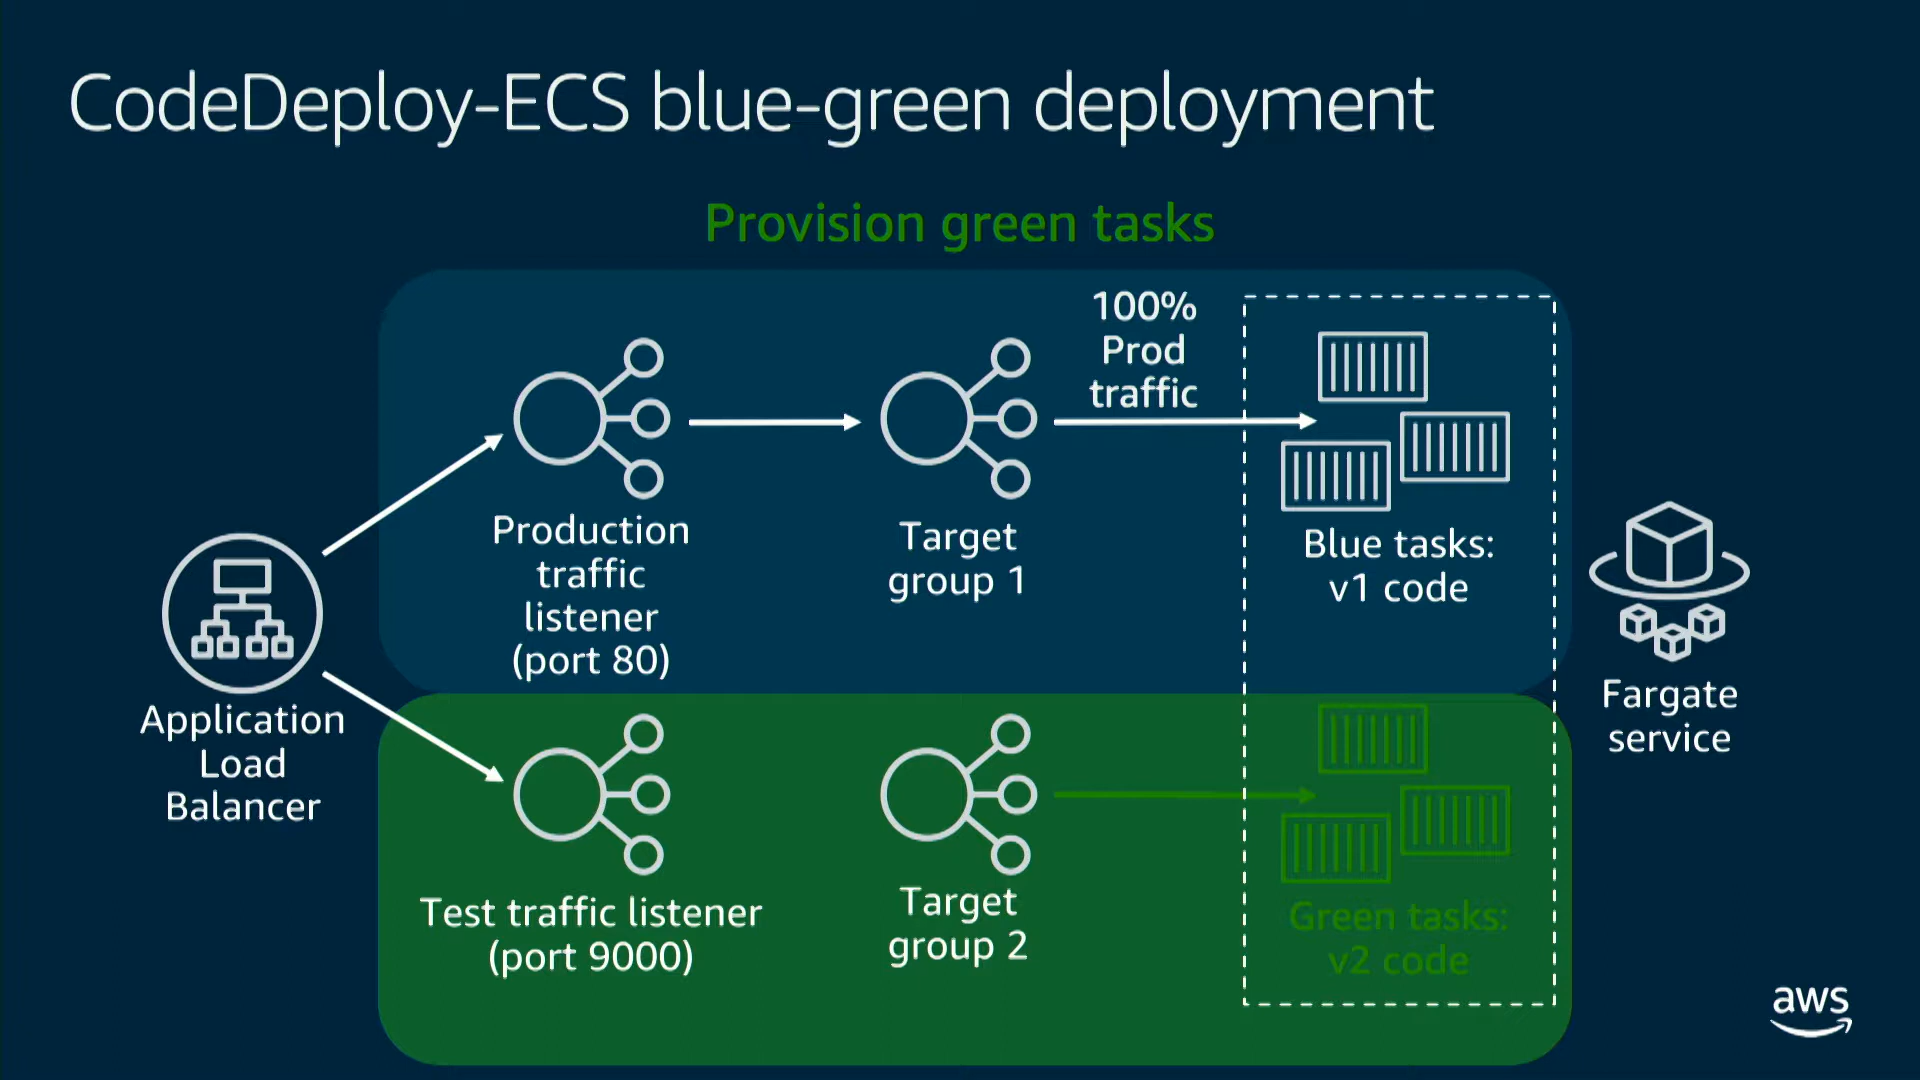 CodeDeploy-ECS blue-green deployment
Provision green tasks
100%
Prod
traffic
Production
traffic
listener
(port 80)
Target
group 1
Blue tasks:
v1 code
Application
Load
Balancer
Fargate
service
Test traffic listener
(port 9000)
Target
group 2
Green tasks:
v2 code
aws